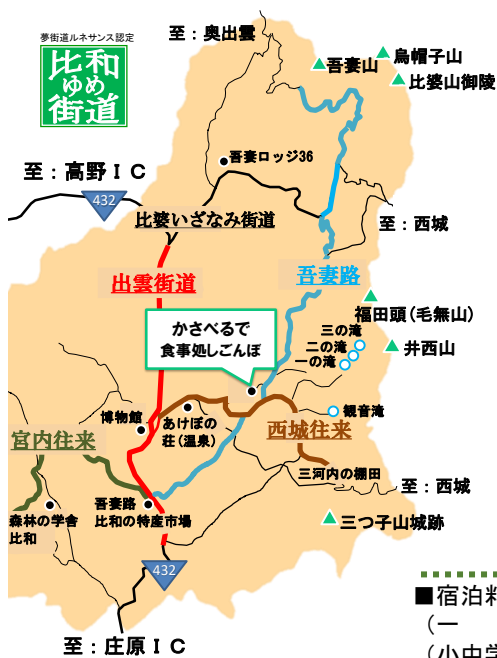 夢街道ルネサンス認定
比和
ゆめ
街道
至：奥出雲
吾妻山
烏帽子山
比婆山御陵
吾妻ロッジ36
至：高野ＩＣ
432
比婆いざなみ街道
至：西城
出雲街道
吾妻路
福田頭（毛無山）
かさべるで
食事処しごんぼ
三の滝
二の滝
一の滝
井西山
博物館
あけぼの
荘（温泉）
観音滝
西城往来
宮内往来
三河内の棚田
至：西城
吾妻路
比和の特産市場
森林の学舎
比和
三つ子山城跡
432
至：庄原ＩＣ
■宿泊料
（一
（小中学